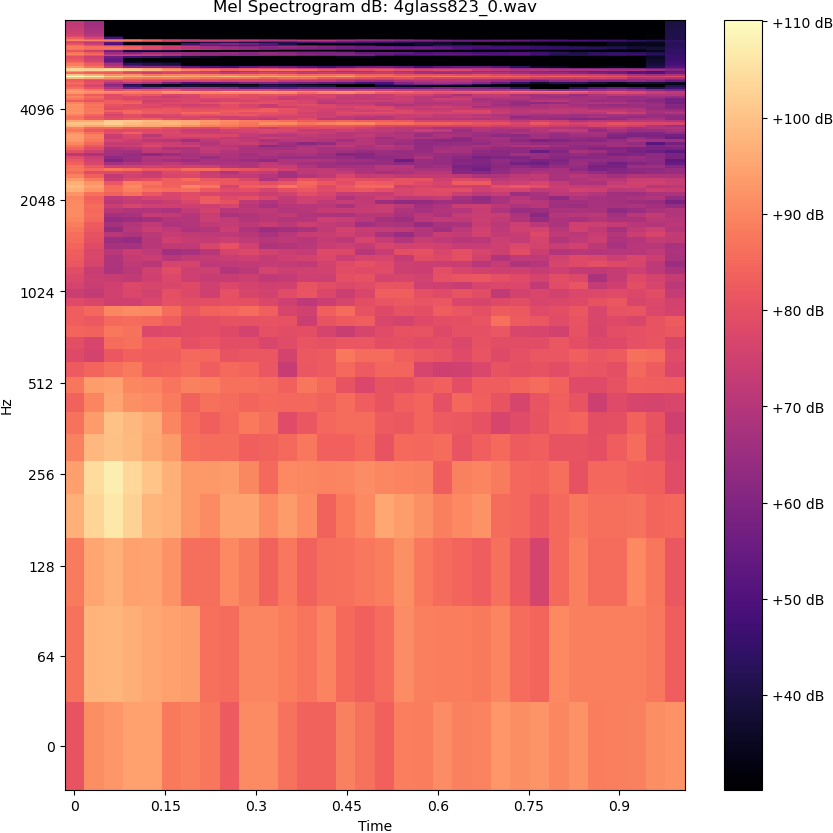 Mel Spectrogram dB: 4glass823_0.wav
4096
2048
1024
512
256
128
64
0
Hz
0
0.15
0.3
0.45
0.6
0.75
0.9
Time
+110 dB
+100 dB
+90 dB
+80 dB
+70 dB
+60 dB
+50 dB
+40 dB